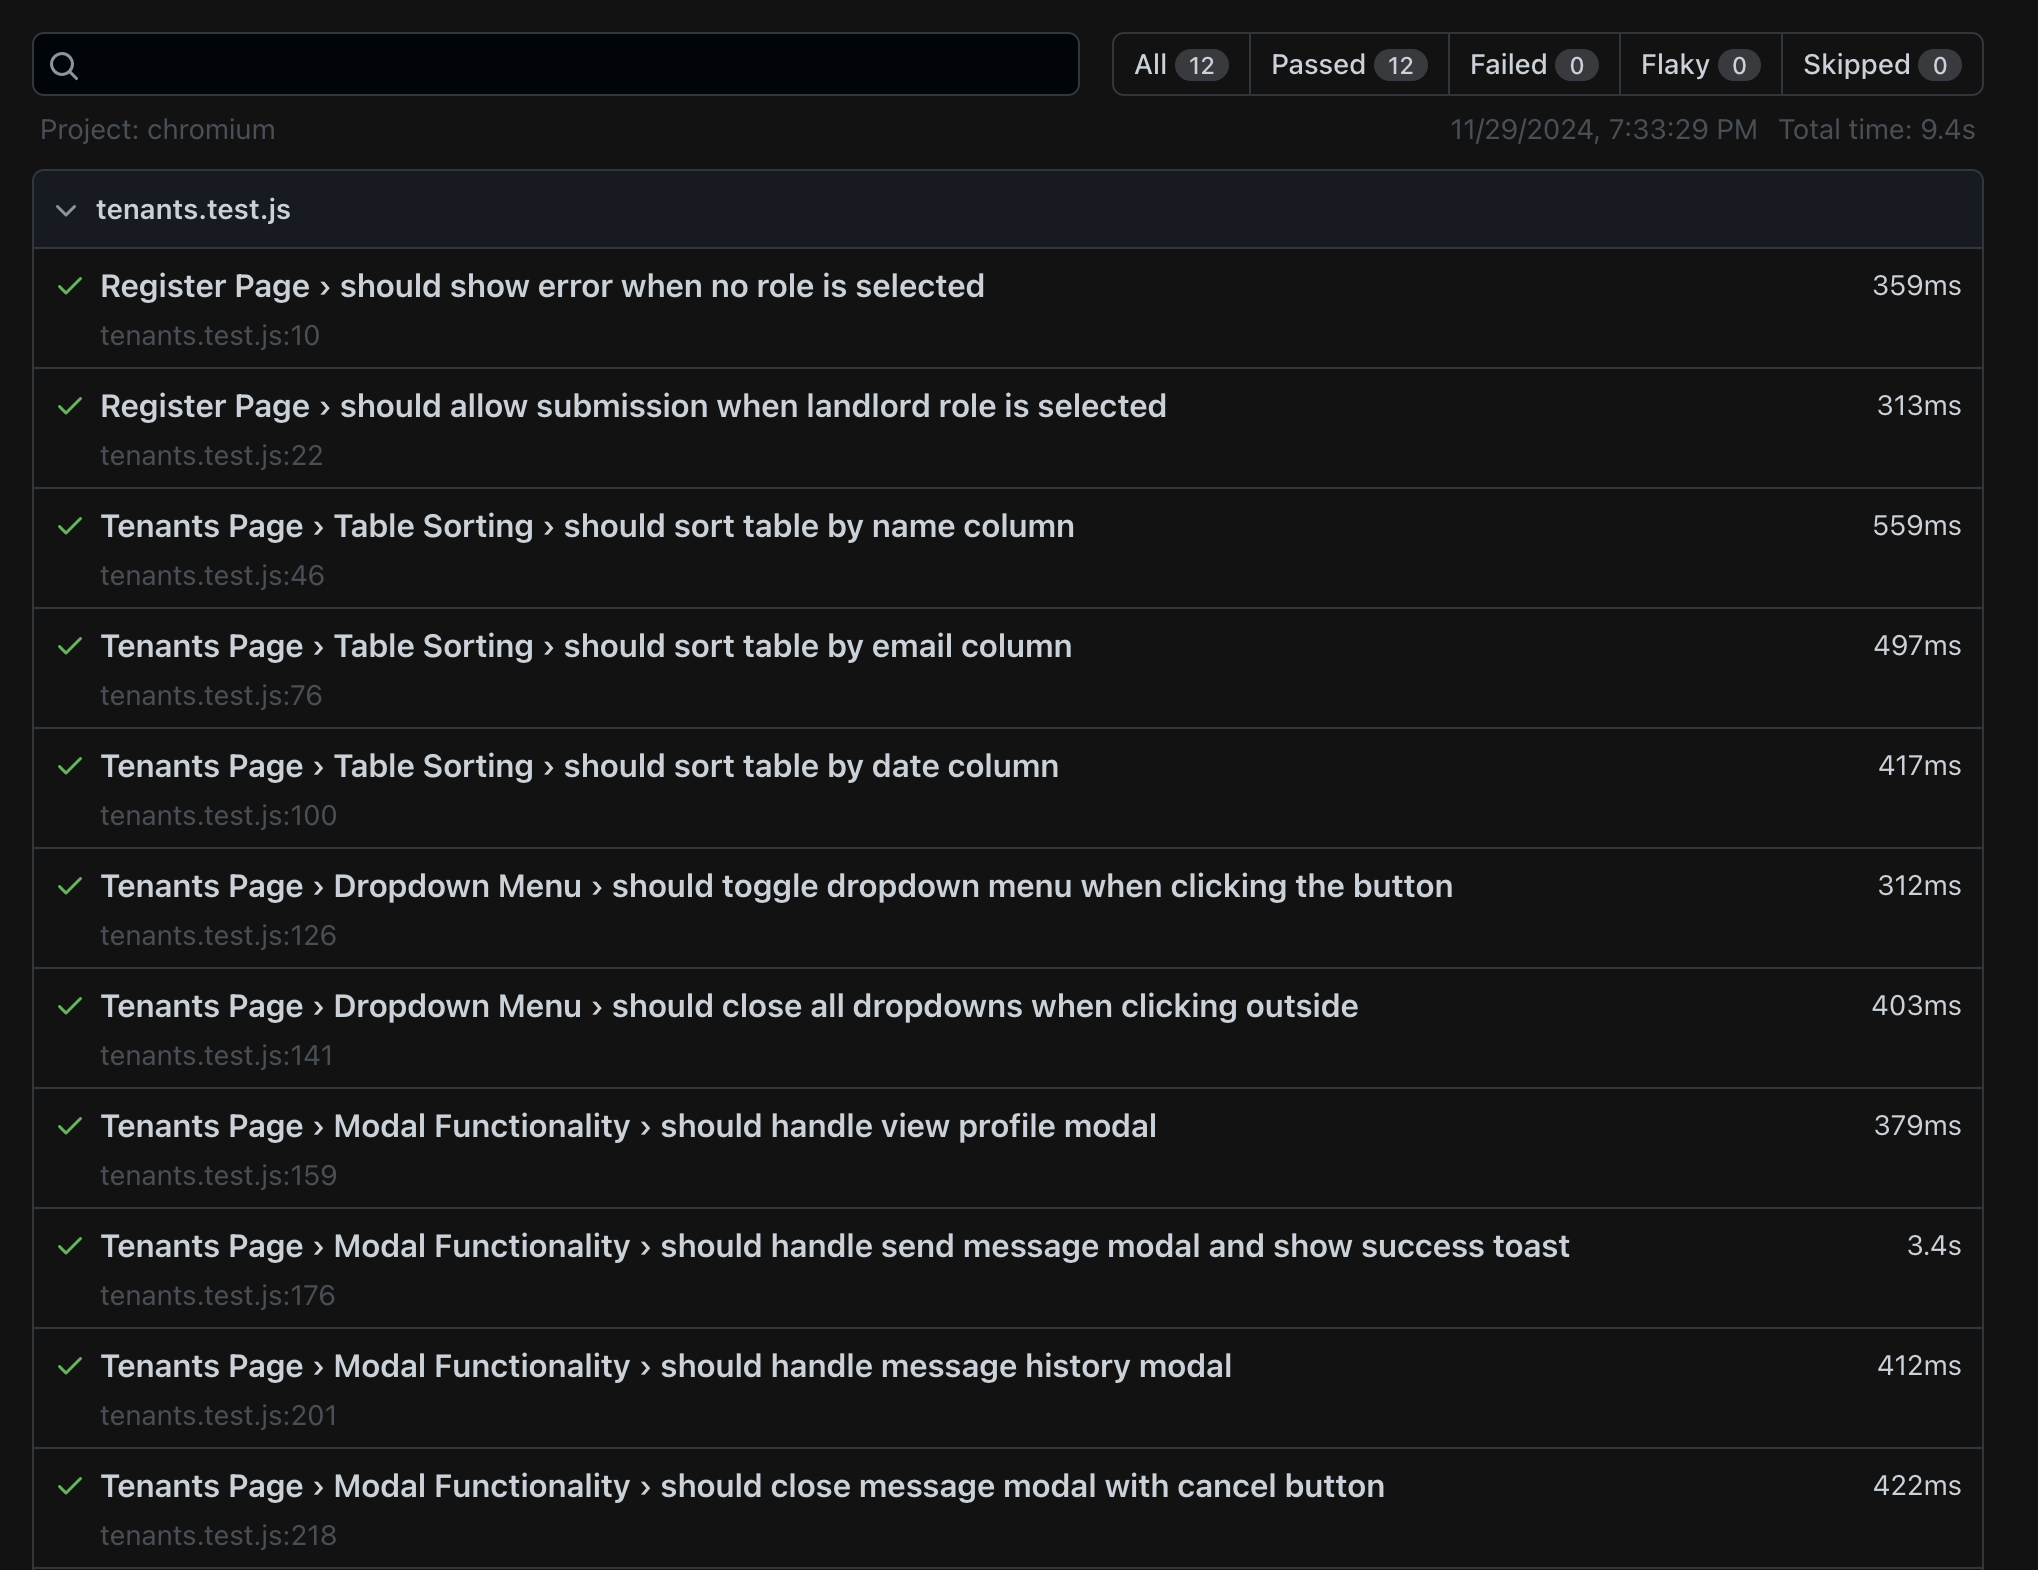 All 12 Passed 12 Failed 0 Flaky 0 Skipped 0
Project: chromium 11/29/2024, 7:33:29 PM Total time: 9.4s
tenants.test.js
Register Page › should show error when no role is selected 359ms
tenants.test.js:10
Register Page › should allow submission when landlord role is selected 313ms
tenants.test.js:22
Tenants Page › Table Sorting › should sort table by name column 559ms
tenants.test.js:46
Tenants Page › Table Sorting › should sort table by email column 497ms
tenants.test.js:76
Tenants Page › Table Sorting › should sort table by date column 417ms
tenants.test.js:100
Tenants Page › Dropdown Menu › should toggle dropdown menu when clicking the button 312ms
tenants.test.js:126
Tenants Page › Dropdown Menu › should close all dropdowns when clicking outside 403ms
tenants.test.js:141
Tenants Page › Modal Functionality › should handle view profile modal 379ms
tenants.test.js:159
Tenants Page › Modal Functionality › should handle send message modal and show success toast 3.4s
tenants.test.js:176
Tenants Page › Modal Functionality › should handle message history modal 412ms
tenants.test.js:201
Tenants Page › Modal Functionality › should close message modal with cancel button 422ms
tenants.test.js:218